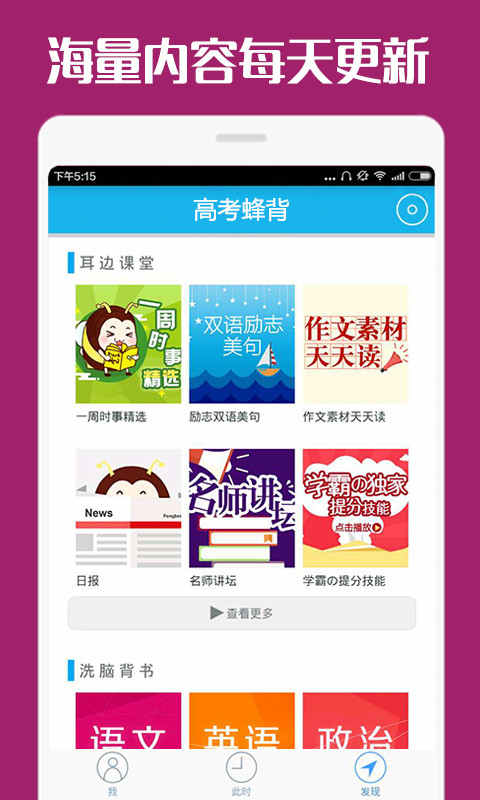 海量内容每天更新
下午5:15
高考蜂背
耳边课堂
一周
时事
精选
双语励志
美句
作文素材
天天读
一周时事精选
励志双语美句
作文素材天天读
News
名师讲坛
学霸の独家
提分技能
点击播放
日报
名师讲坛
学霸の提分技能
查看更多
洗脑背书
语文
英语
政治
我
此时
发现